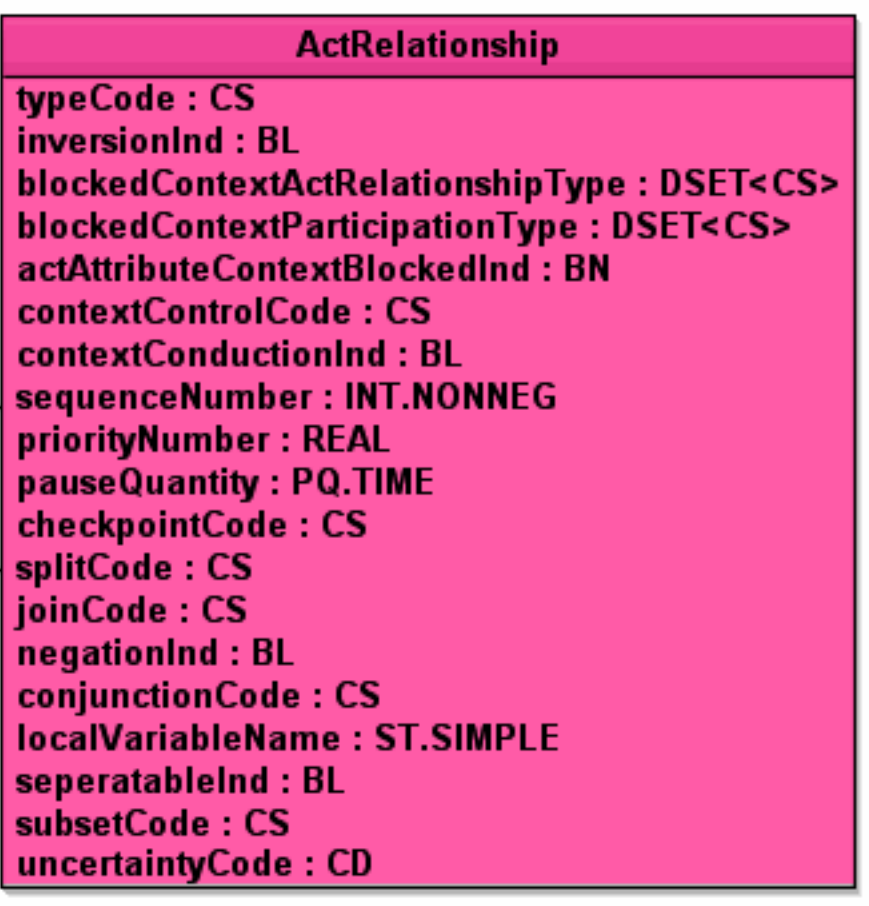 ActRelationship
typeCode : CS
inversionInd : BL
blockedContextActRelationshipType : DSET<CS>
blockedContextParticipationType : DSET<CS>
actAttributeContextBlockedInd : BN
contextControlCode : CS
contextConductionInd : BL
sequenceNumber : INT.NONNEG
priorityNumber : REAL
pauseQuantity : PQ.TIME
checkpointCode : CS
splitCode : CS
joinCode : CS
negationInd : BL
conjunctionCode : CS
localVariableName : ST.SIMPLE
seperatableInd : BL
subsetCode : CS
uncertaintyCode : CD